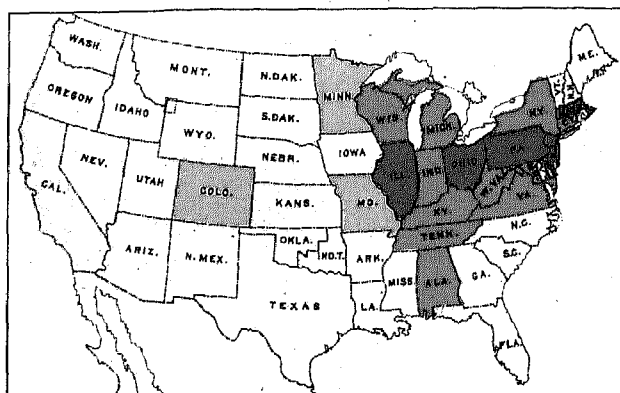 WASH.
OREGON
IDAHO
MONT.
WYO.
N.DAK.
S.DAK.
NEBR.
MINN.
WIS.
MICH.
IOWA
NEV.
UTAH
COLO.
KANS.
CAL.
ARIZ.
N.MEX.
OKLA.
IND.T.
TEXAS
MO.
ARK.
LA.
ILL.
IND.
OHIO
KY.
TENN.
MISS.
ALA.
GA.
FLA.
S.C.
N.C.
VA.
W.VA.
PA.
N.Y.
VT.
N.H.
ME.